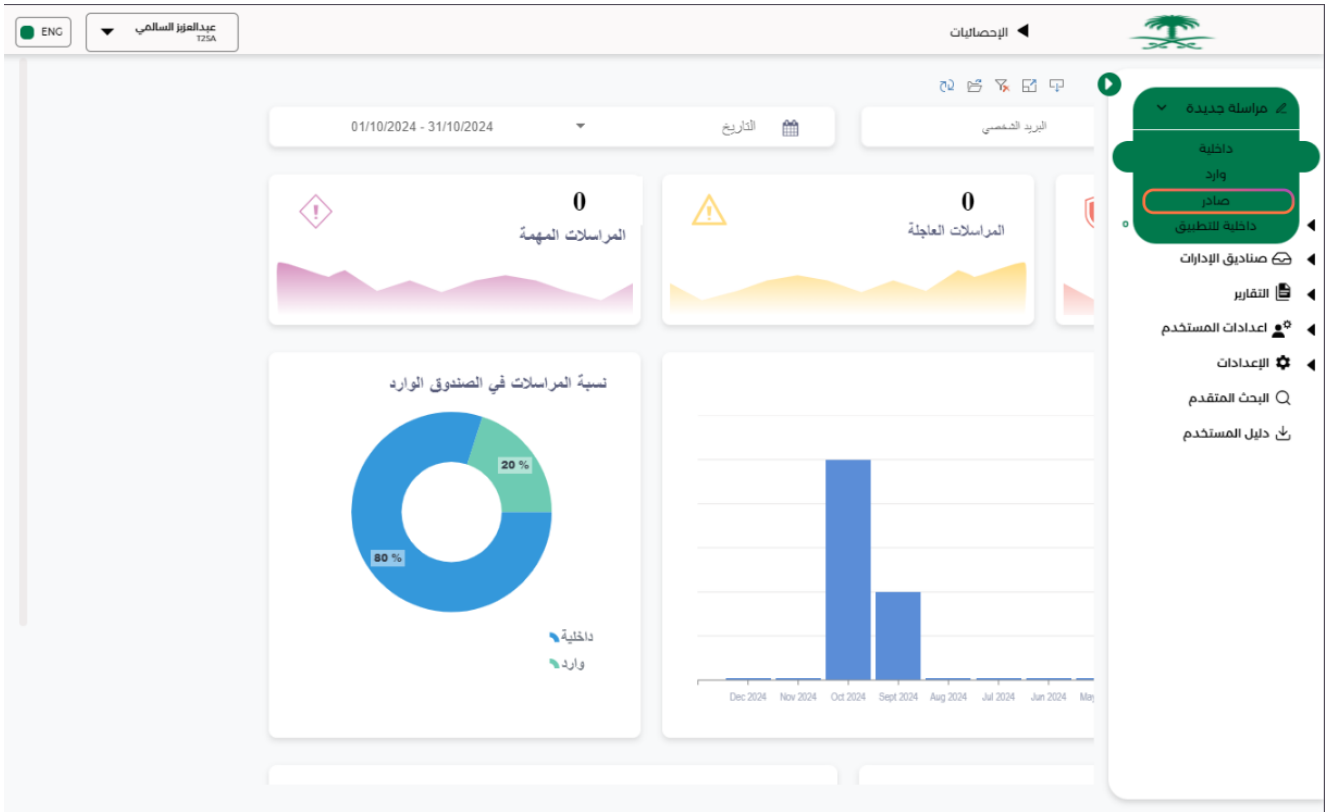 الإحصائيات
عبدالعزيز السالمي
T2SA
ENG
مراسلة جديدة
داخلية
وارد
صادر
داخلية للتطبيق
صناديق الإدارات
التقارير
اعدادات المستخدم
الإعدادات
البحث المتقدم
دليل المستخدم
البريد الشخصي
التاريخ
01/10/2024 - 31/10/2024
0
المراسلات العاجلة
0
المراسلات المهمة
نسبة المراسلات في الصندوق الوارد
20 %
80 %
داخلية
وارد
Dec 2024 Nov 2024 Oct 2024 Sept 2024 Aug 2024 Jul 2024 Jun 2024 May